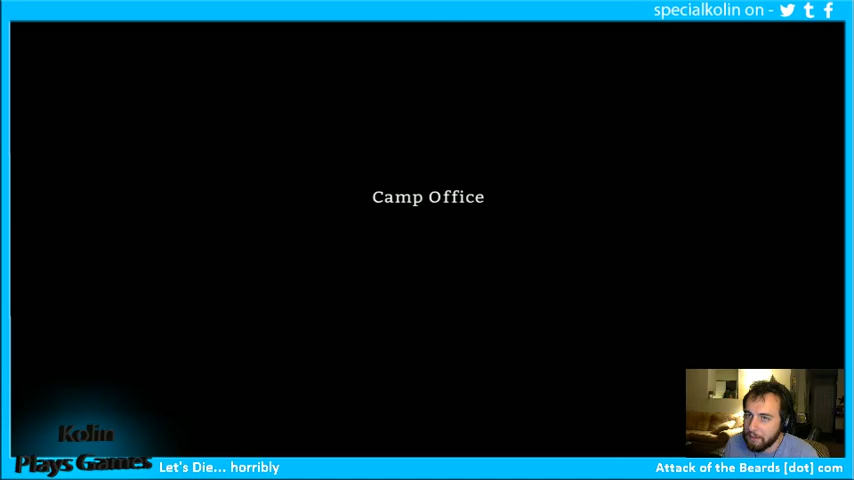 specialkolin on -
Camp Office
Kolin
Plays Games
Let's Die... horribly
Attack of the Beards [dot] com